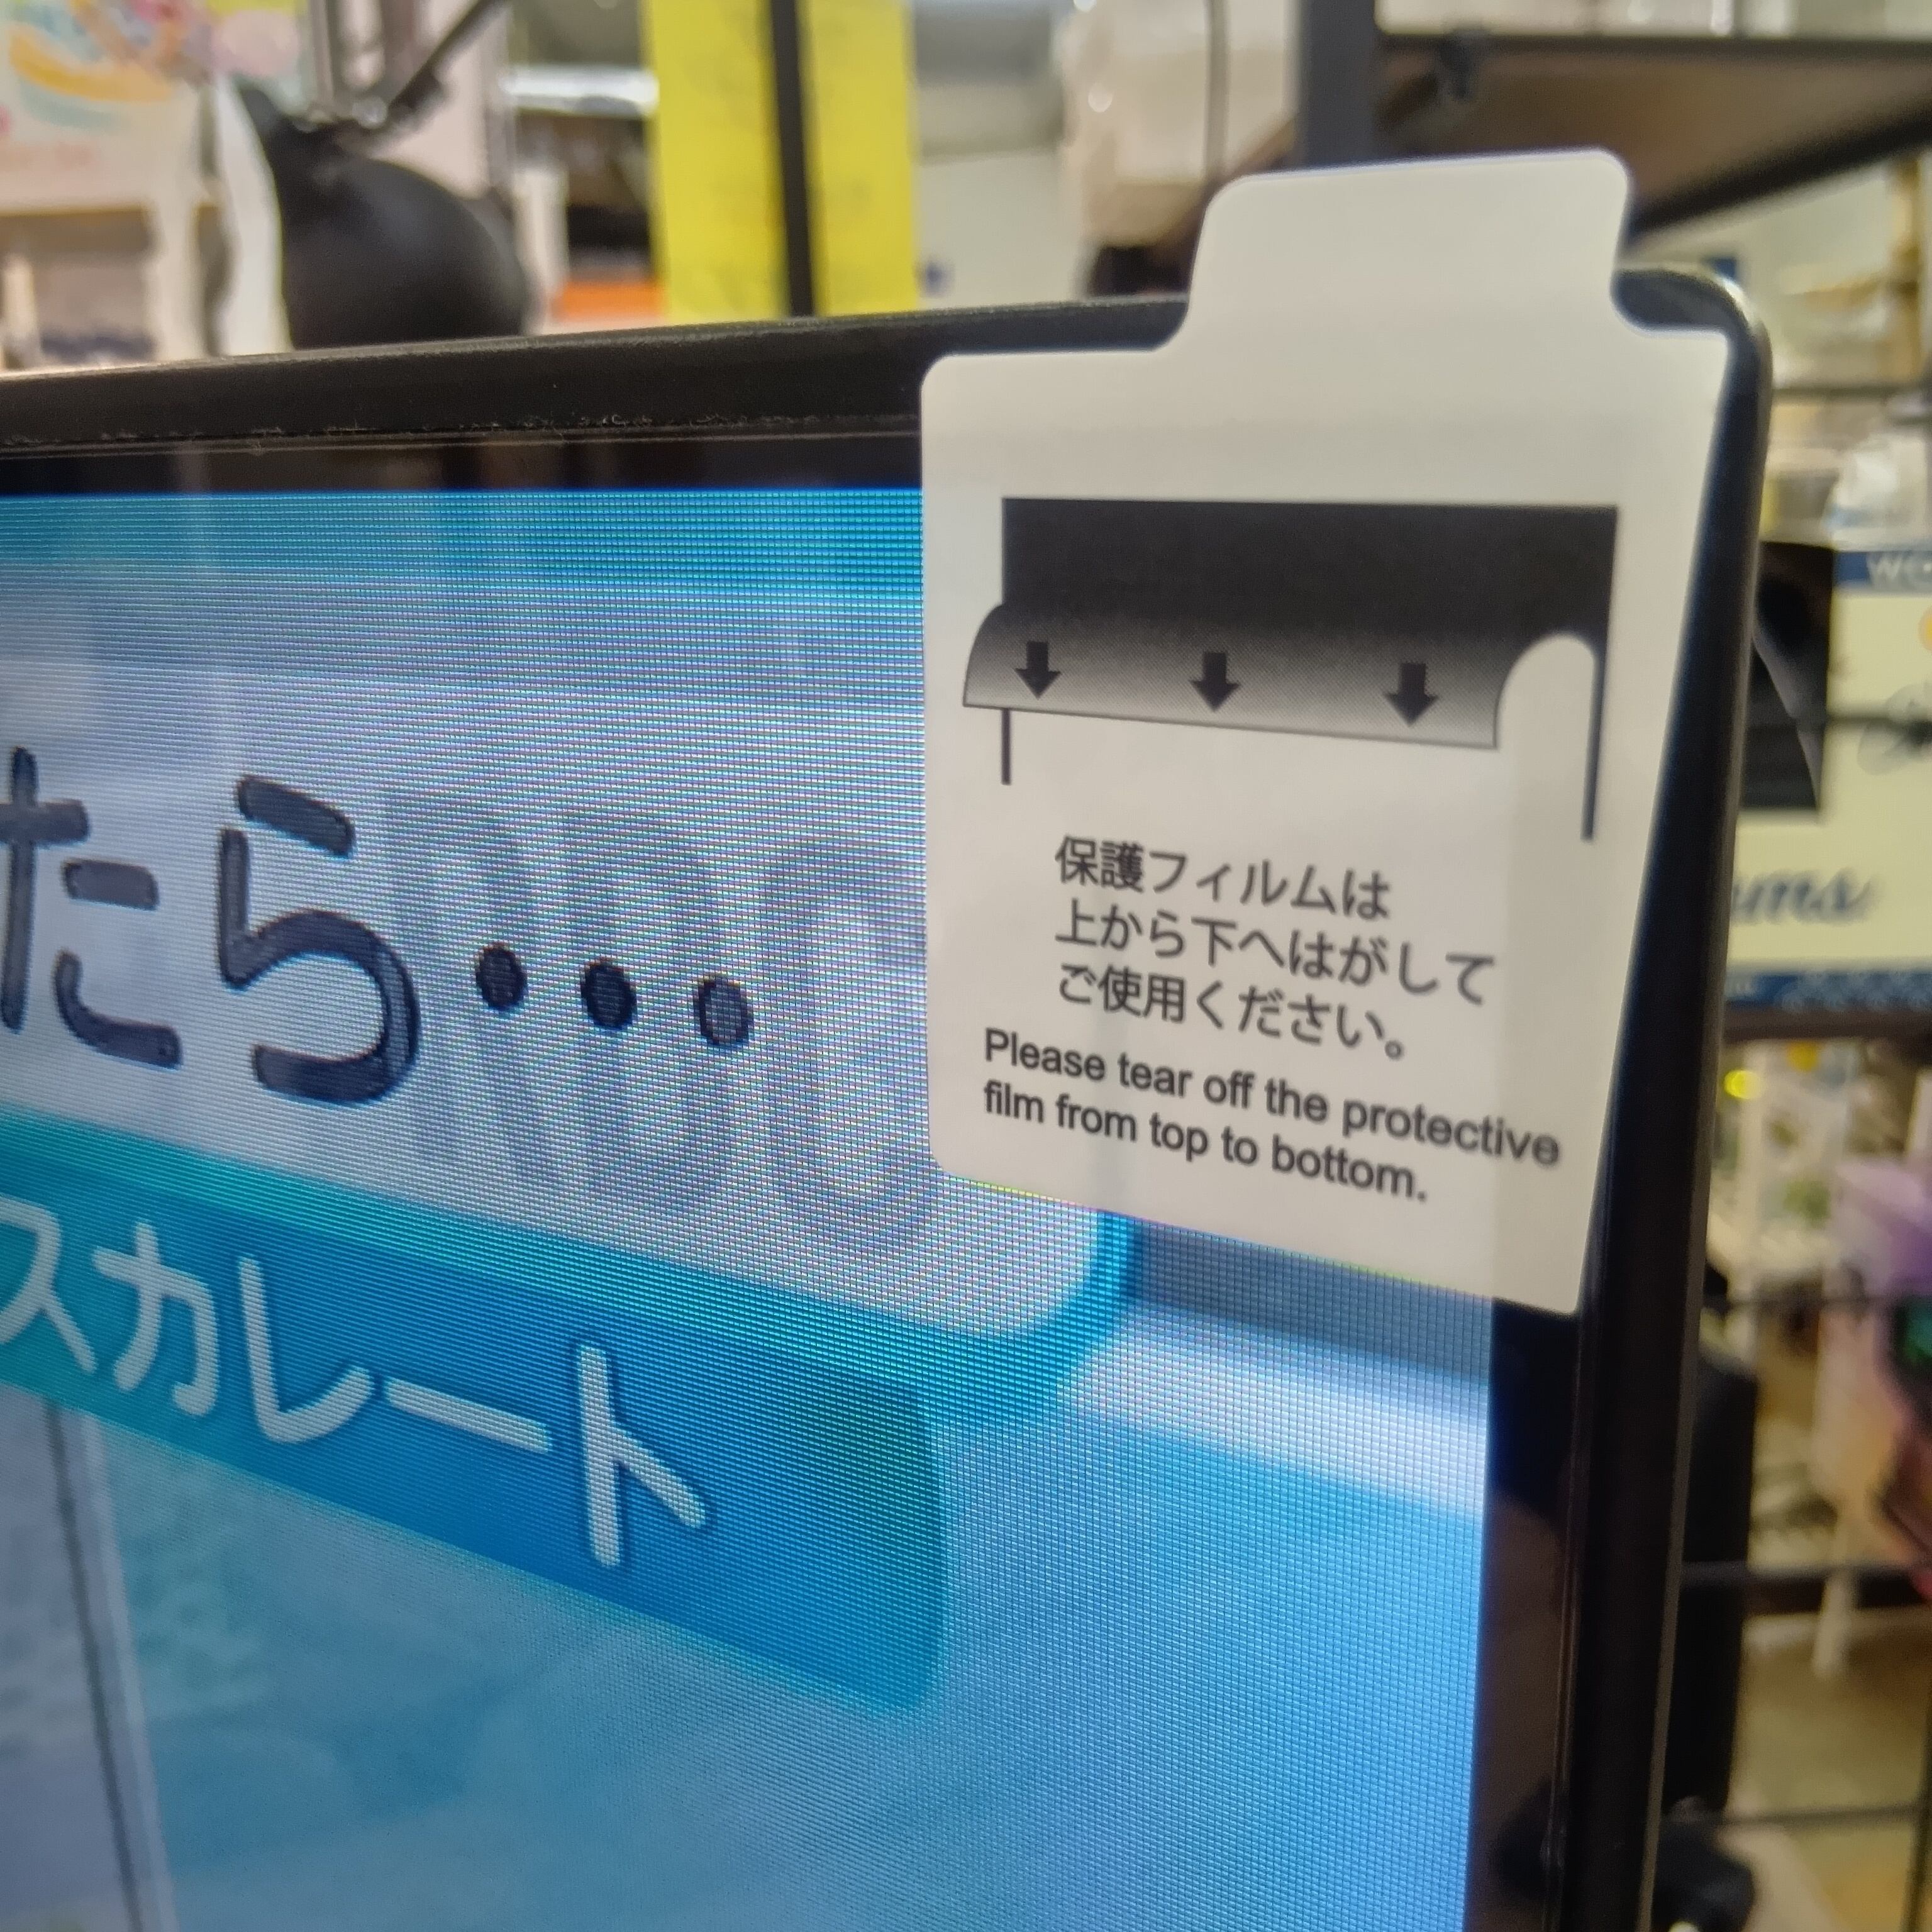 たら・・・
スカレート
保護フィルムは
上から下へはがして
ご使用ください。
Please tear off the protective
film from top to bottom.